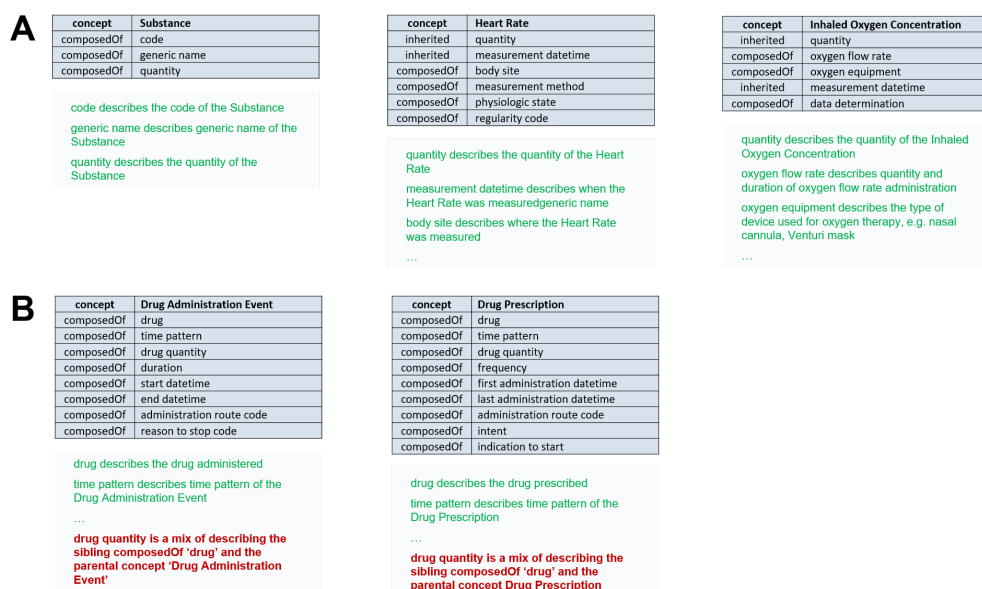 A
concept Substance
composedOf code
composedOf generic name
composedOf quantity
code describes the code of the Substance
generic name describes generic name of the
Substance
quantity describes the quantity of the
Substance
concept Heart Rate
inherited quantity
inherited measurement datetime
composedOf body site
composedOf measurement method
composedOf physiologic state
composedOf regularity code
quantity describes the quantity of the Heart
Rate
measurement datetime describes when the
Heart Rate was measuredgeneric name
body site describes where the Heart Rate
was measured
...
concept Inhaled Oxygen Concentration
inherited quantity
composedOf oxygen flow rate
composedOf oxygen equipment
inherited measurement datetime
composedOf data determination
quantity describes the quantity of the Inhaled
Oxygen Concentration
oxygen flow rate describes quantity and
duration of oxygen flow rate administration
oxygen equipment describes the type of
device used for oxygen therapy, e.g. nasal
cannula, Venturi mask
...
B
concept Drug Administration Event
composedOf drug
composedOf time pattern
composedOf drug quantity
composedOf duration
composedOf start datetime
composedOf end datetime
composedOf administration route code
composedOf reason to stop code
drug describes the drug administered
time pattern describes time pattern of the
Drug Administration Event
...
drug quantity is a mix of describing the
sibling composedOf 'drug' and the
parental concept 'Drug Administration
Event'
concept Drug Prescription
composedOf drug
composedOf time pattern
composedOf drug quantity
composedOf frequency
composedOf first administration datetime
composedOf last administration datetime
composedOf administration route code
composedOf intent
composedOf indication to start
drug describes the drug prescribed
time pattern describes time pattern of the
Drug Prescription
...
drug quantity is a mix of describing the
sibling composedOf 'drug' and the
parental concept Drug Prescription